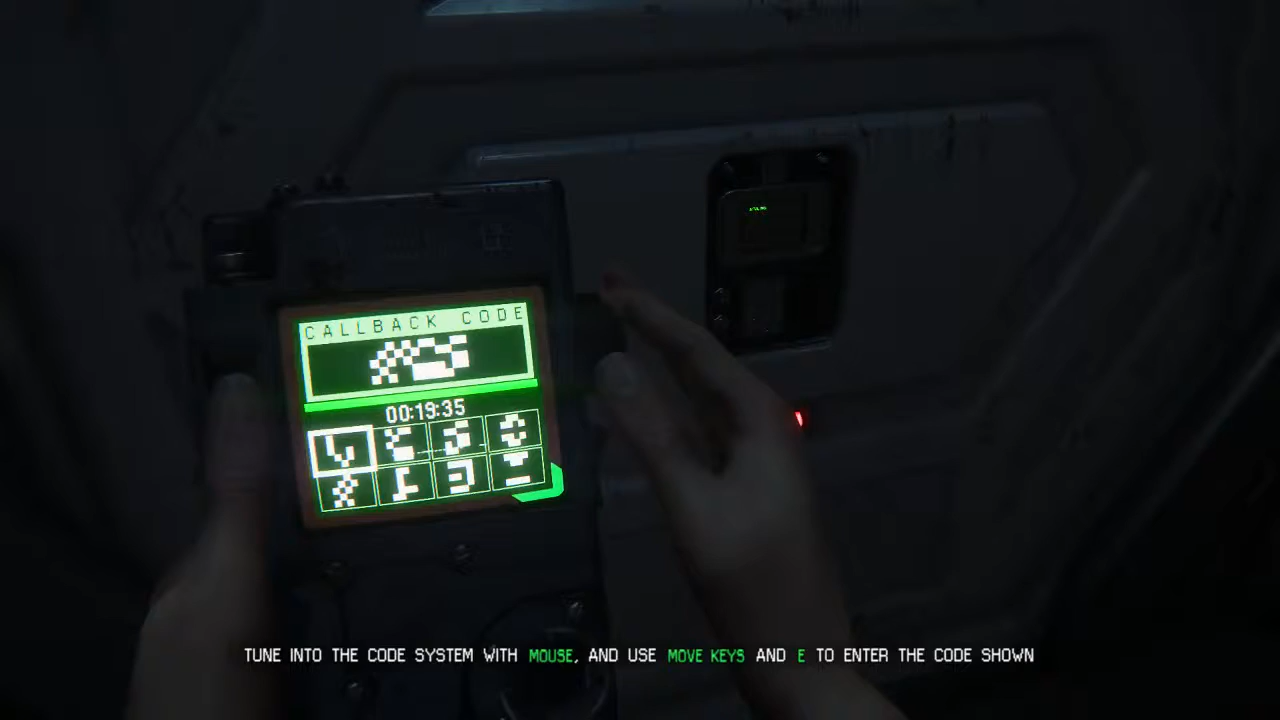 CALLBACK CODE
00:19:35
TUNE INTO THE CODE SYSTEM WITH MOUSE, AND USE MOVE KEYS AND E TO ENTER THE CODE SHOWN